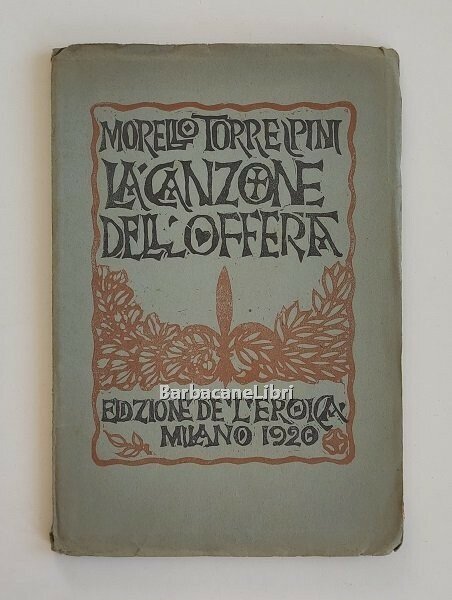 MORELLO TORRESPINI
LA CANZONE
DELL'OFFERTA
BarbacaneLibri
EDIZIONE DE "L'EROICA"
MILANO 1920